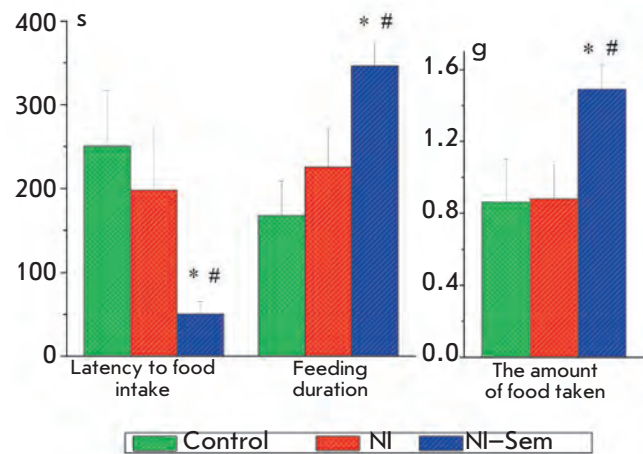 s
400
300
200
100
0
* #
* #
g
1.6
1.2
0.8
0.4
0.0
* #
Latency to food
intake
Feeding
duration
The amount
of food taken
Control NI NI–Sem